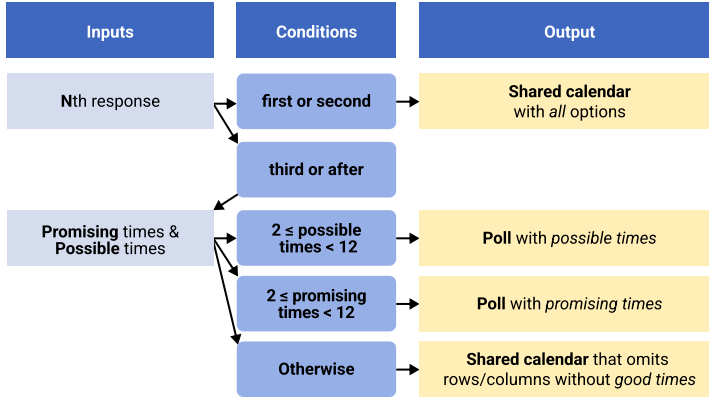 Inputs
Conditions
Output
Nth response
first or second
Shared calendar
with all options
third or after
Promising times &
Possible times
2 ≤ possible
times < 12
Poll with possible times
2 ≤ promising
times < 12
Poll with promising times
Otherwise
Shared calendar that omits
rows/columns without good times